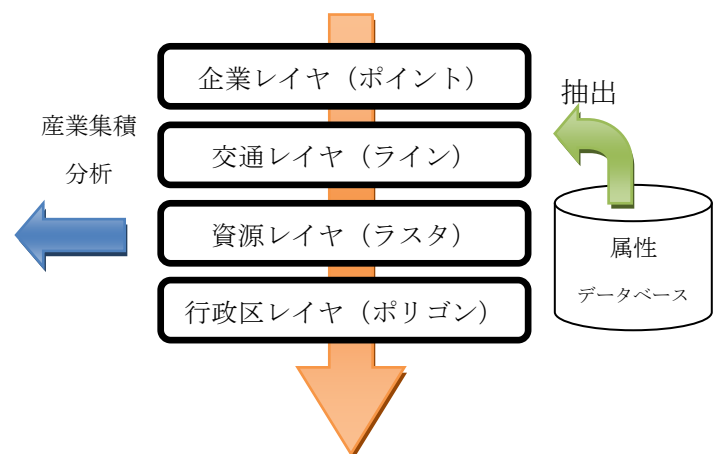 企業レイヤ（ポイント）
交通レイヤ（ライン）
資源レイヤ（ラスタ）
行政区レイヤ（ポリゴン）
産業集積
分析
抽出
属性
データベース